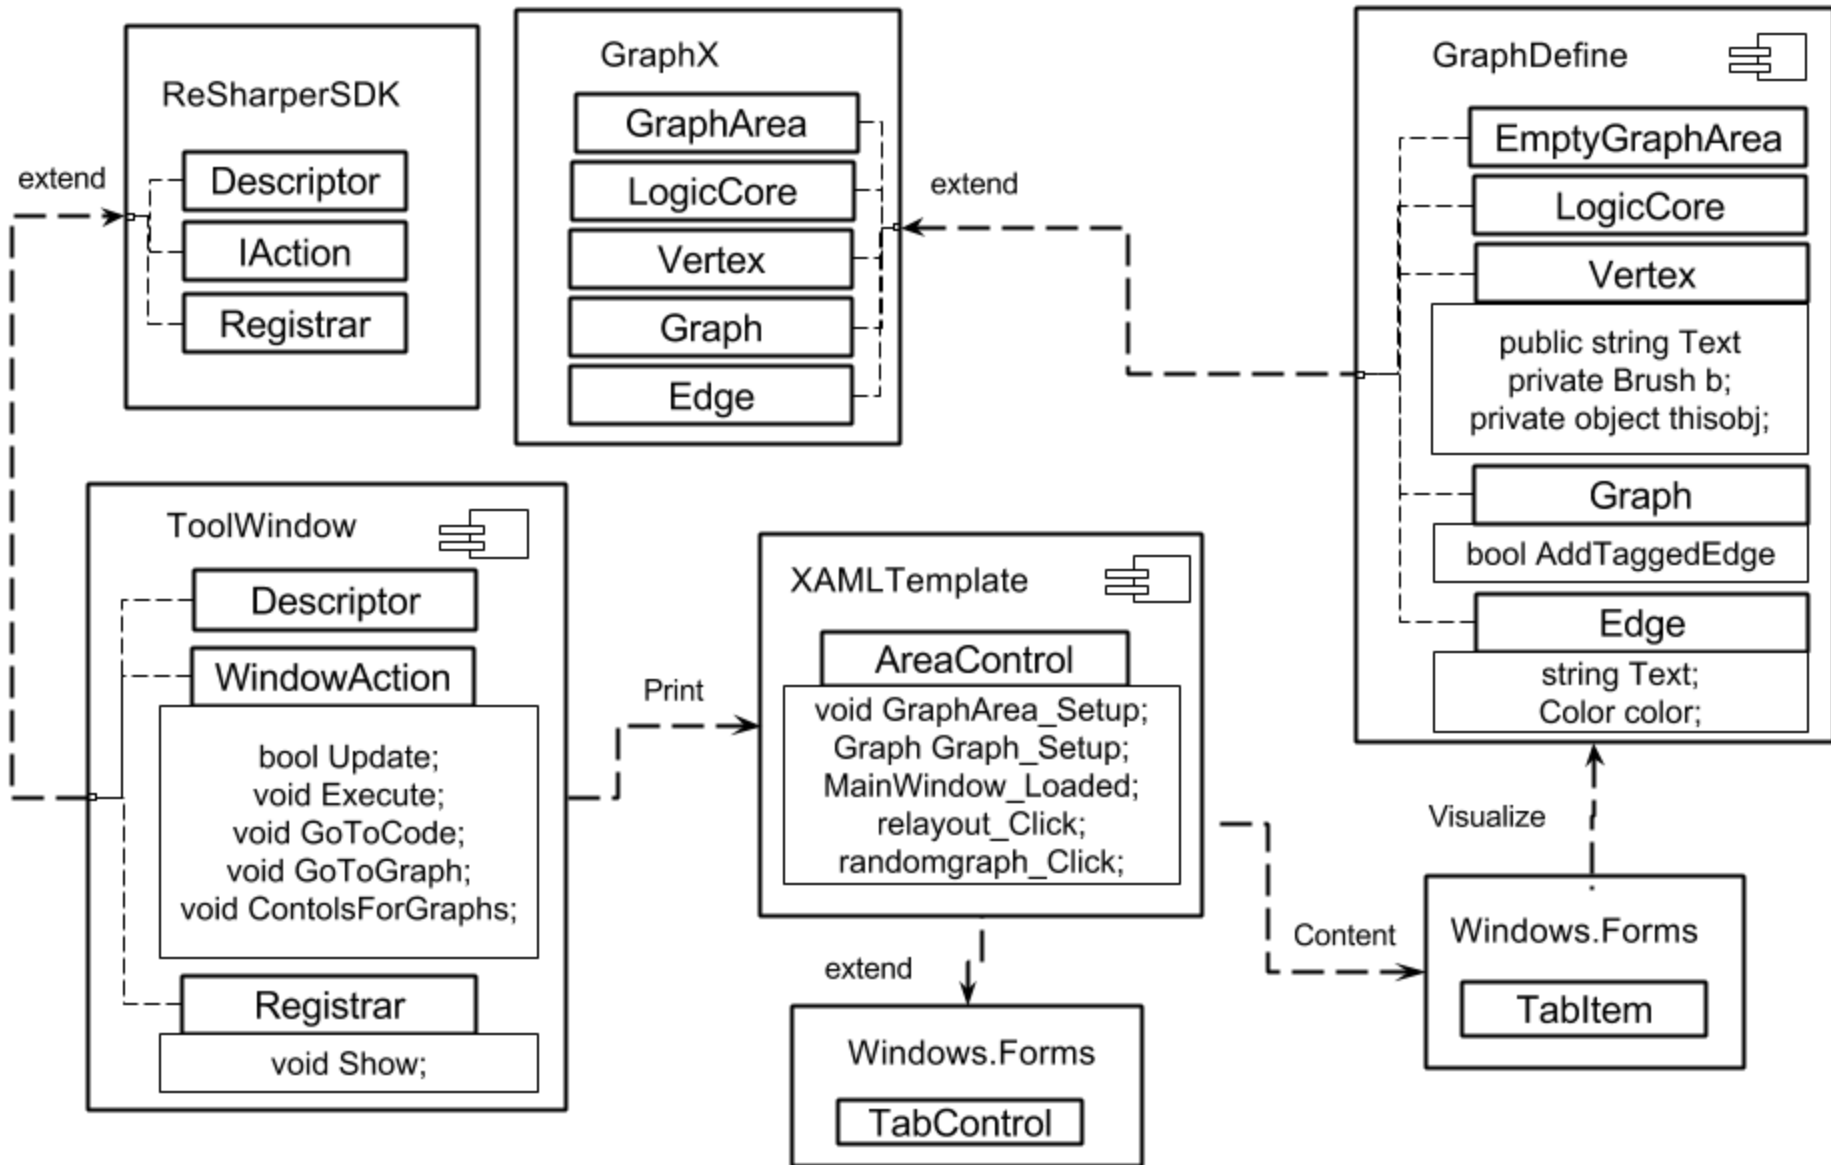 ReSharperSDK
Descriptor
IAction
Registrar
extend
GraphX
GraphArea
LogicCore
Vertex
Graph
Edge
extend
GraphDefine
EmptyGraphArea
LogicCore
Vertex
public string Text
private Brush b;
private object thisobj;
Graph
bool AddTaggedEdge
Edge
string Text;
Color color;
ToolWindow
Descriptor
WindowAction
bool Update;
void Execute;
void GoToCode;
void GoToGraph;
void ContolsForGraphs;
Registrar
void Show;
Print
XAMLTemplate
AreaControl
void GraphArea_Setup;
Graph Graph_Setup;
MainWindow_Loaded;
relayout_Click;
randomgraph_Click;
extend
Windows.Forms
TabControl
Content
Visualize
Windows.Forms
TabItem